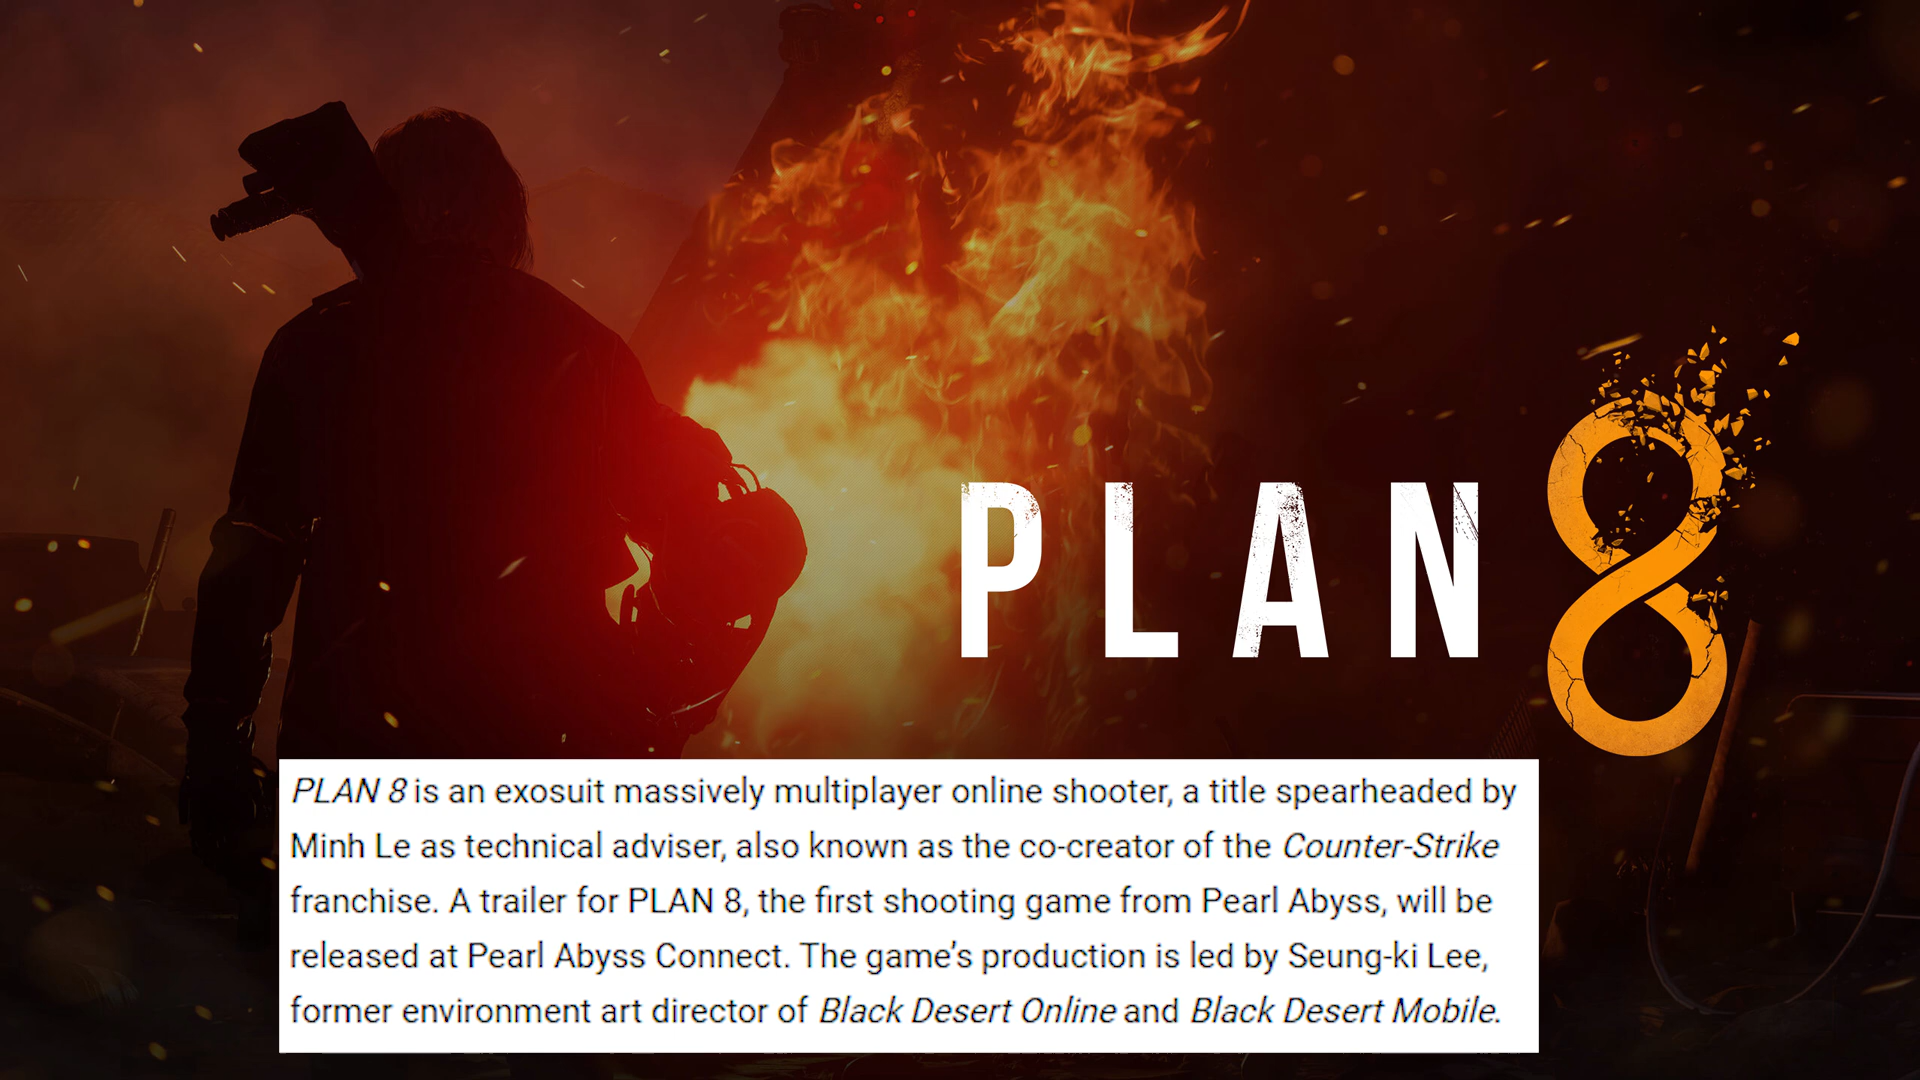 PLAN 8
PLAN 8 is an exosuit massively multiplayer online shooter, a title spearheaded by
Minh Le as technical adviser, also known as the co-creator of the Counter-Strike
franchise. A trailer for PLAN 8, the first shooting game from Pearl Abyss, will be
released at Pearl Abyss Connect. The game’s production is led by Seung-ki Lee,
former environment art director of Black Desert Online and Black Desert Mobile.